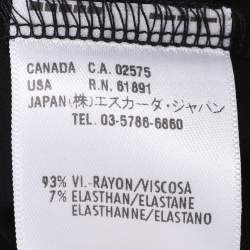 CANADA C.A. 02575
USA R.N. 61891
JAPAN (株)エスカーダ・ジャパン
TEL. 03-5786-6860
93% VI.-RAYON/VISCOSA
7% ELASTHAN/ELASTANE
ELASTHANNE/ELASTANO